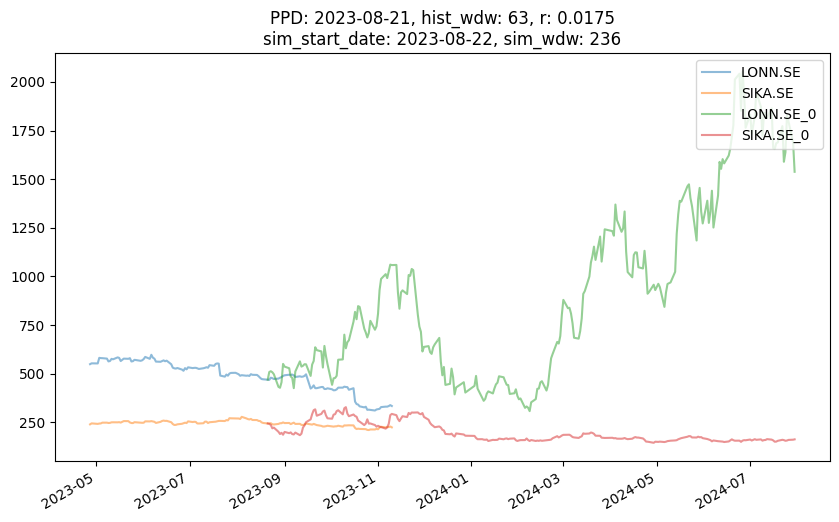 PPD: 2023-08-21, hist_wdw: 63, r: 0.0175
sim_start_date: 2023-08-22, sim_wdw: 236
LONN.SE
SIKA.SE
LONN.SE_0
SIKA.SE_0
2000
1750
1500
1250
1000
750
500
250
2023-05
2023-07
2023-09
2023-11
2024-01
2024-03
2024-05
2024-07